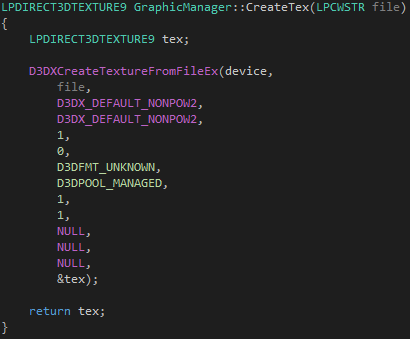 LPDIRECT3DTEXTURE9 GraphicManager::CreateTex(LPCWSTR file)
{
LPDIRECT3DTEXTURE9 tex;
D3DXCreateTextureFromFileEx(device,
file,
D3DX_DEFAULT_NONPOW2,
D3DX_DEFAULT_NONPOW2,
1,
0,
D3DFMT_UNKNOWN,
D3DPOOL_MANAGED,
1,
1,
NULL,
NULL,
NULL,
&tex);
return tex;
}